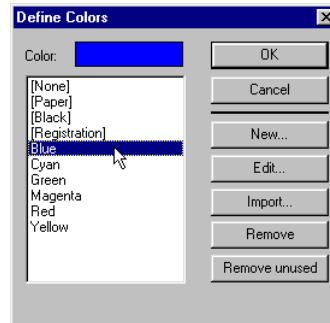 Define Colors
Color:
OK
[None]
[Paper]
[Black]
[Registration]
Blue
Cyan
Green
Magenta
Red
Yellow
Cancel
New...
Edit...
Import...
Remove
Remove unused